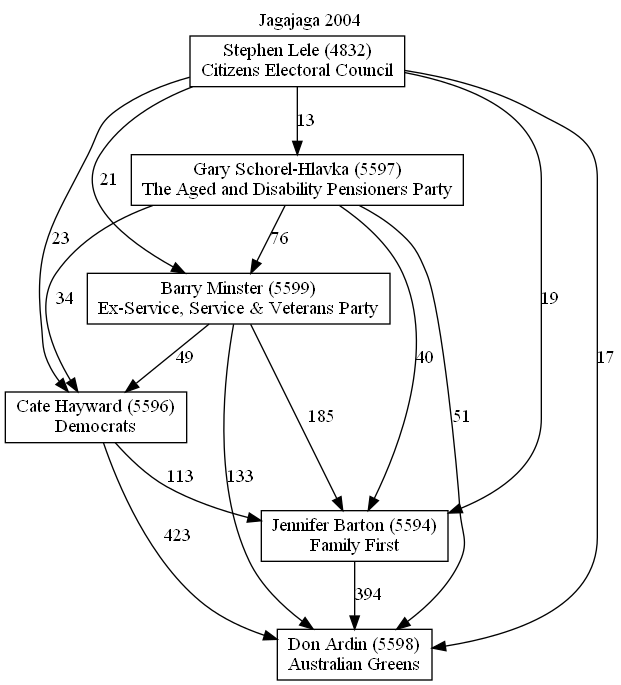 Jagajaga 2004
Stephen Lele (4832)
Citizens Electoral Council
13
Gary Schorel-Hlavka (5597)
The Aged and Disability Pensioners Party
21
76
23
34
Barry Minster (5599)
Ex-Service, Service & Veterans Party
19
17
49
40
Cate Hayward (5596)
Democrats
185
51
113
133
Jennifer Barton (5594)
Family First
423
394
Don Ardin (5598)
Australian Greens